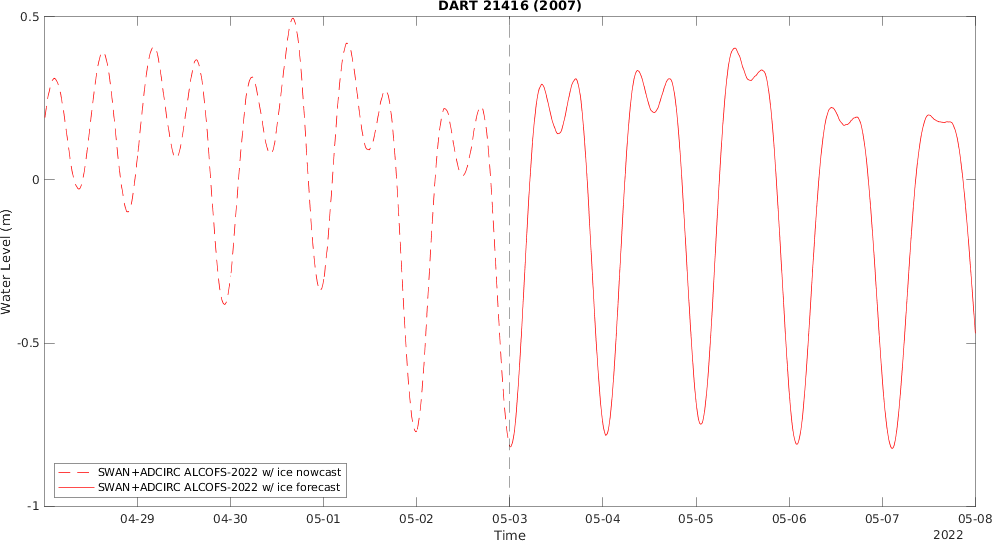 DART 21416 (2007)
0.5
0
-0.5
-1
Water Level (m)
SWAN+ADCIRC ALCOFS-2022 w/ ice nowcast
SWAN+ADCIRC ALCOFS-2022 w/ ice forecast
04-29 04-30 05-01 05-02 05-03 05-04 05-05 05-06 05-07 05-08
Time
2022